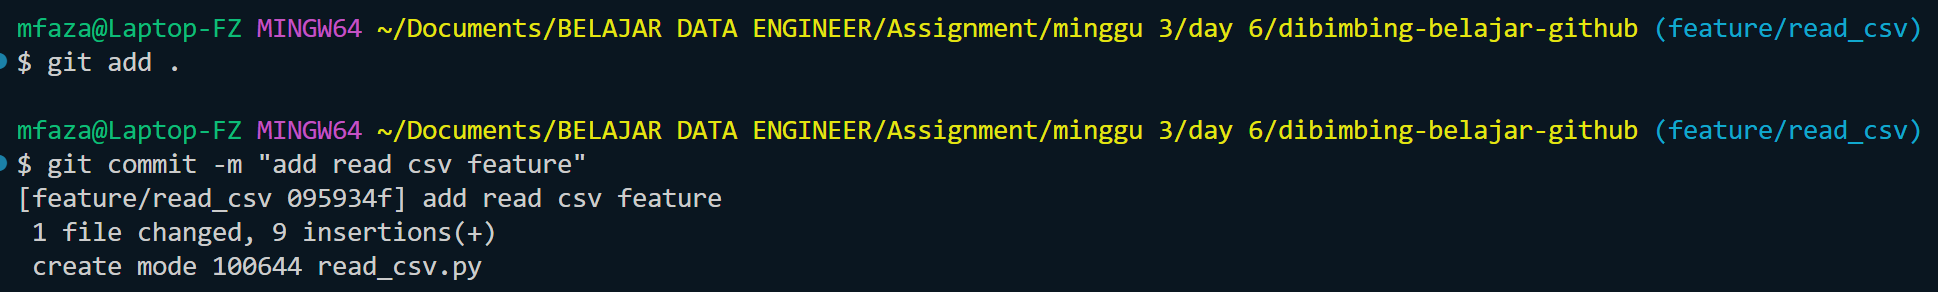 mfaza@Laptop-FZ MINGW64 ~/Documents/BELAJAR DATA ENGINEER/Assignment/minggu 3/day 6/dibimbing-belajar-github (feature/read_csv)
$ git add .
mfaza@Laptop-FZ MINGW64 ~/Documents/BELAJAR DATA ENGINEER/Assignment/minggu 3/day 6/dibimbing-belajar-github (feature/read_csv)
$ git commit -m "add read csv feature"
[feature/read_csv 095934f] add read csv feature
 1 file changed, 9 insertions(+)
 create mode 100644 read_csv.py